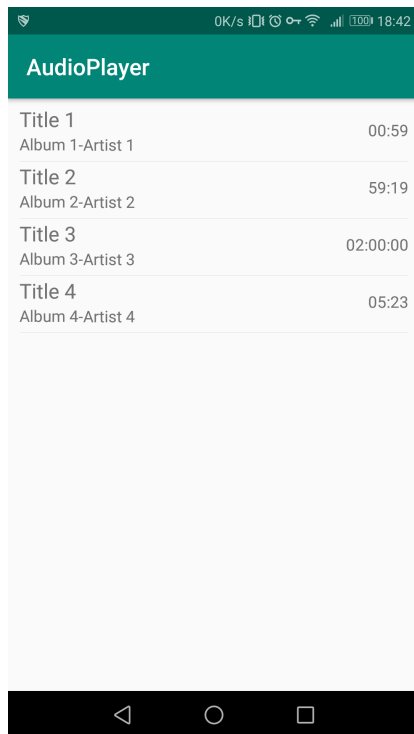 0K/s 100 18:42
AudioPlayer
Title 1
Album 1-Artist 1
00:59
Title 2
Album 2-Artist 2
59:19
Title 3
Album 3-Artist 3
02:00:00
Title 4
Album 4-Artist 4
05:23